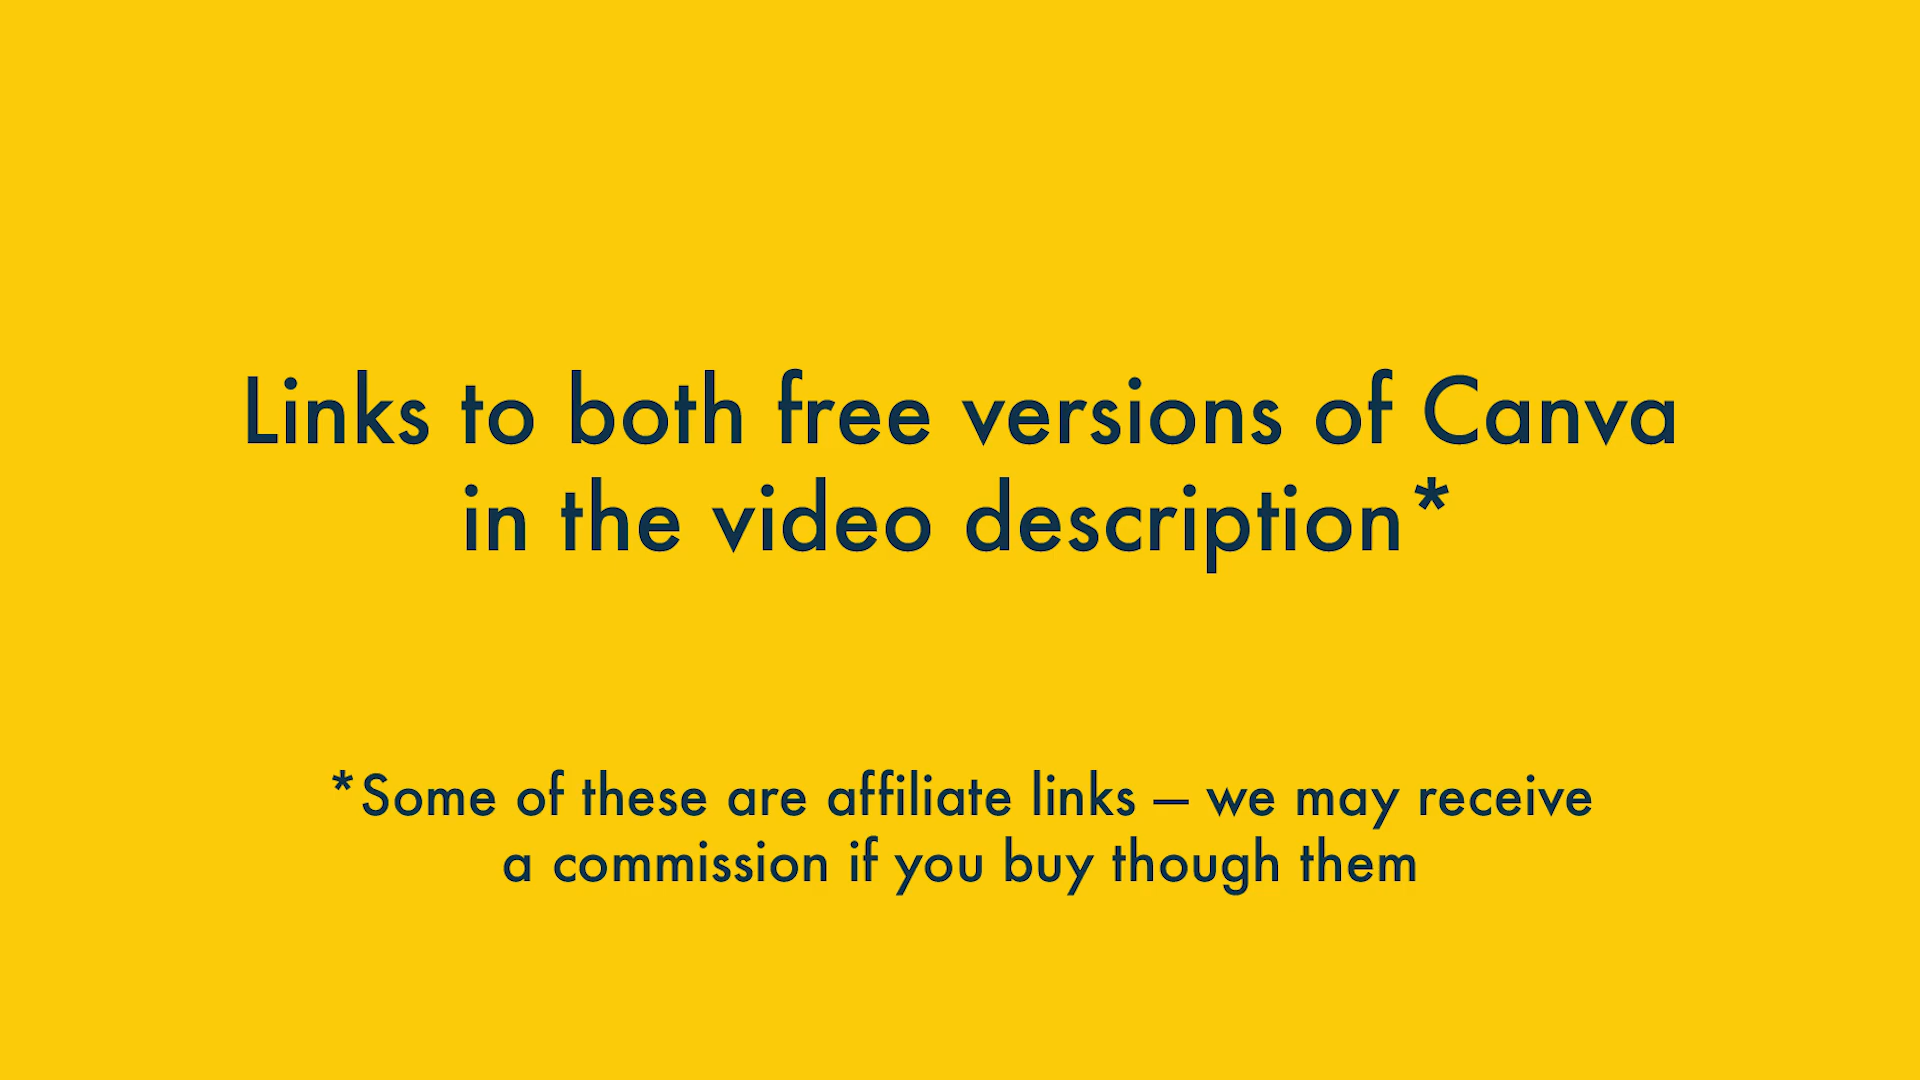 Links to both free versions of Canva
in the video description*
*Some of these are affiliate links – we may receive
a commission if you buy though them